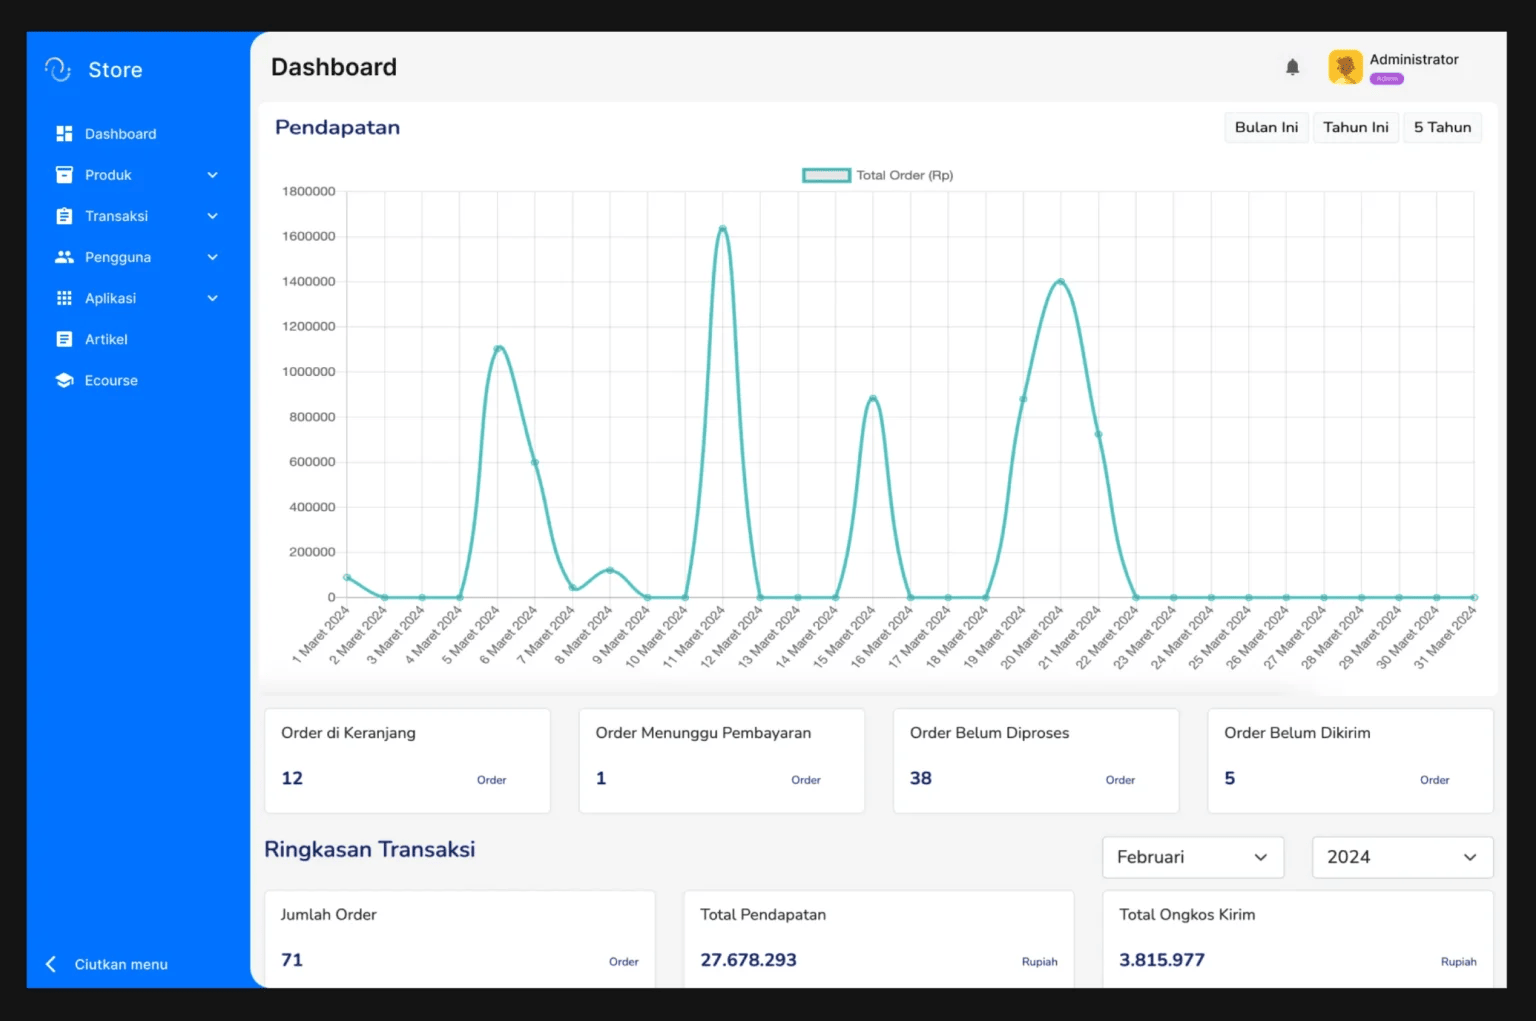 Store
Dashboard
Produk
Transaksi
Pengguna
Aplikasi
Artikel
Ecourse
Ciutkan menu
Dashboard
Administrator
Admin
Pendapatan
Bulan Ini Tahun Ini 5 Tahun
Total Order (Rp)
1800000
1600000
1400000
1200000
1000000
800000
600000
400000
200000
0
1 Maret 2024
2 Maret 2024
3 Maret 2024
4 Maret 2024
5 Maret 2024
6 Maret 2024
7 Maret 2024
8 Maret 2024
9 Maret 2024
10 Maret 2024
11 Maret 2024
12 Maret 2024
13 Maret 2024
14 Maret 2024
15 Maret 2024
16 Maret 2024
17 Maret 2024
18 Maret 2024
19 Maret 2024
20 Maret 2024
21 Maret 2024
22 Maret 2024
23 Maret 2024
24 Maret 2024
25 Maret 2024
26 Maret 2024
27 Maret 2024
28 Maret 2024
29 Maret 2024
30 Maret 2024
31 Maret 2024
Order di Keranjang
12 Order
Order Menunggu Pembayaran
1 Order
Order Belum Diproses
38 Order
Order Belum Dikirim
5 Order
Ringkasan Transaksi
Februari 2024
Jumlah Order
71 Order
Total Pendapatan
27.678.293 Rupiah
Total Ongkos Kirim
3.815.977 Rupiah